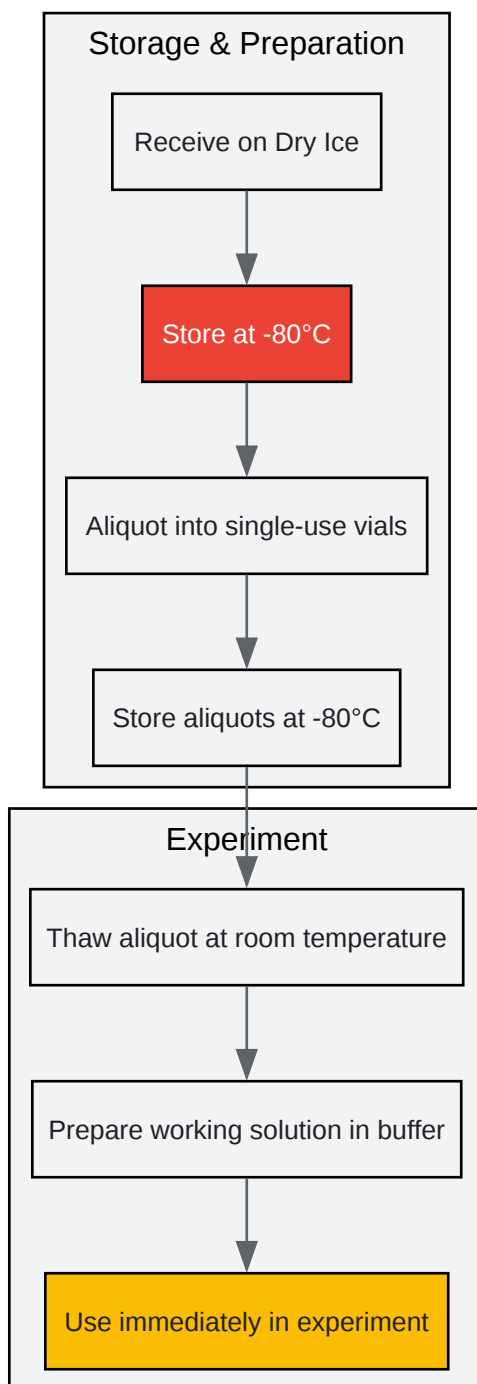 Storage & Preparation
Receive on Dry Ice
Store at -80°C
Aliquot into single-use vials
Store aliquots at -80°C
Experiment
Thaw aliquot at room temperature
Prepare working solution in buffer
Use immediately in experiment